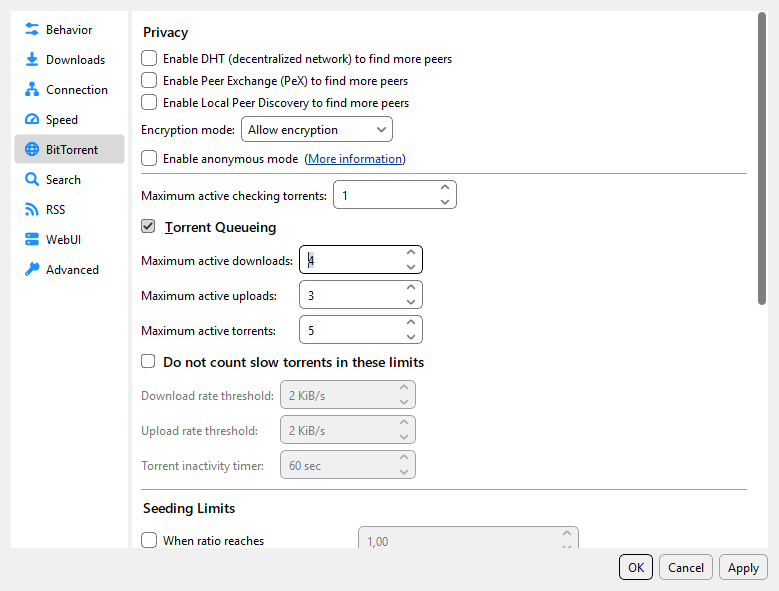 Behavior
Downloads
Connection
Speed
BitTorrent
Search
RSS
WebUI
Advanced
Privacy
Enable DHT (decentralized network) to find more peers
Enable Peer Exchange (PeX) to find more peers
Enable Local Peer Discovery to find more peers
Encryption mode: Allow encryption
Enable anonymous mode (More information)
Maximum active checking torrents: 1
Torrent Queueing
Maximum active downloads: 4
Maximum active uploads: 3
Maximum active torrents: 5
Do not count slow torrents in these limits
Download rate threshold: 2 KiB/s
Upload rate threshold: 2 KiB/s
Torrent inactivity timer: 60 sec
Seeding Limits
When ratio reaches 1,00
OK Cancel Apply